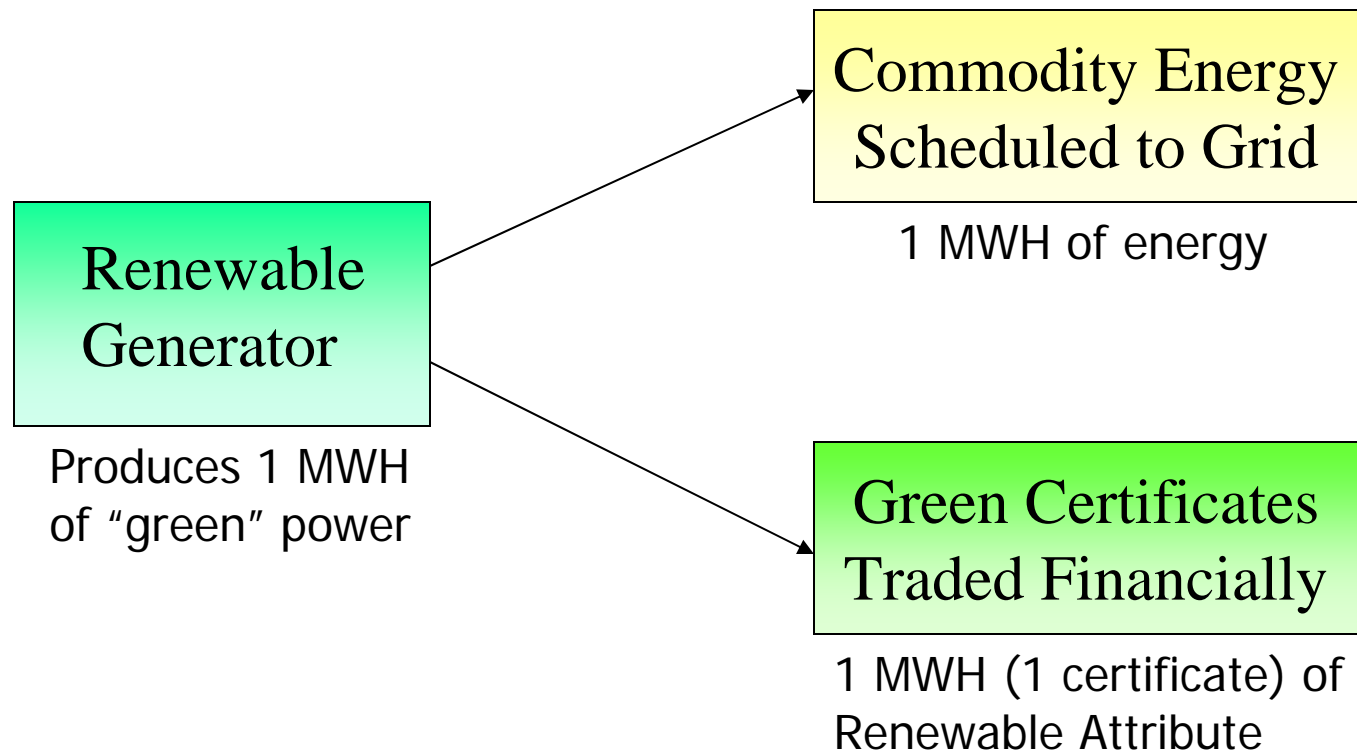 Commodity Energy
Scheduled to Grid
1 MWH of energy
Renewable
Generator
Produces 1 MWH
of “green” power
Green Certificates
Traded Financially
1 MWH (1 certificate) of
Renewable Attribute